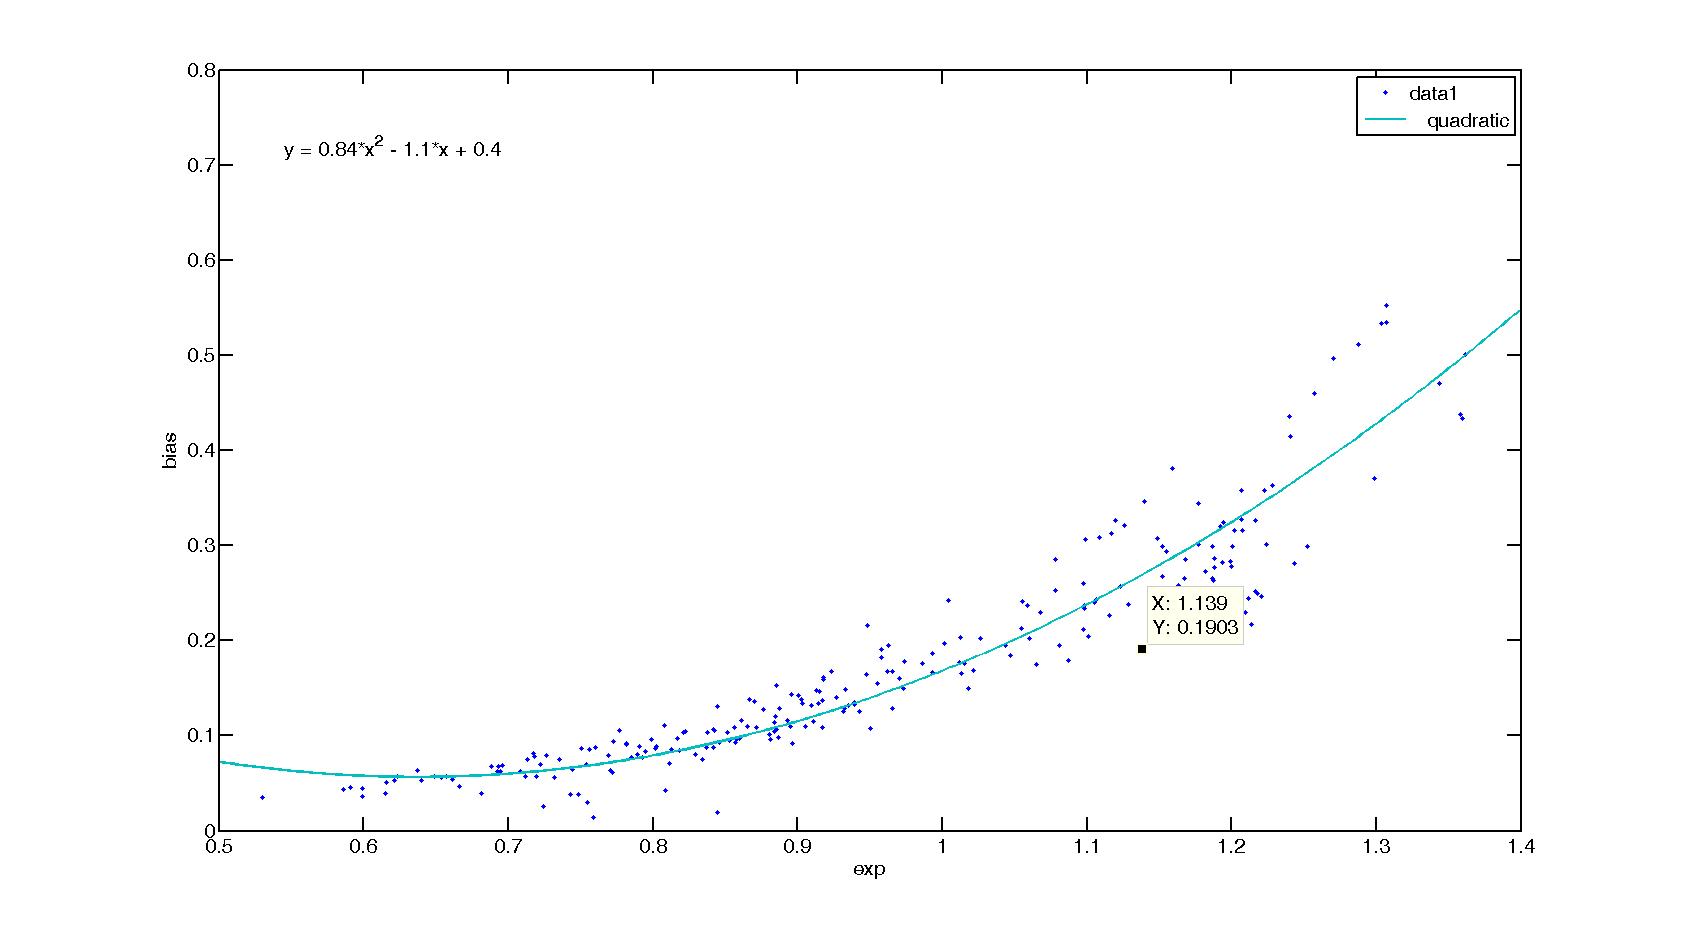 y = 0.84*x² - 1.1*x + 0.4
data1
quadratic
0.8
0.7
0.6
0.5
0.4
0.3
0.2
0.1
0
bias
X: 1.139
Y: 0.1903
0.5 0.6 0.7 0.8 0.9 1 1.1 1.2 1.3 1.4
exp